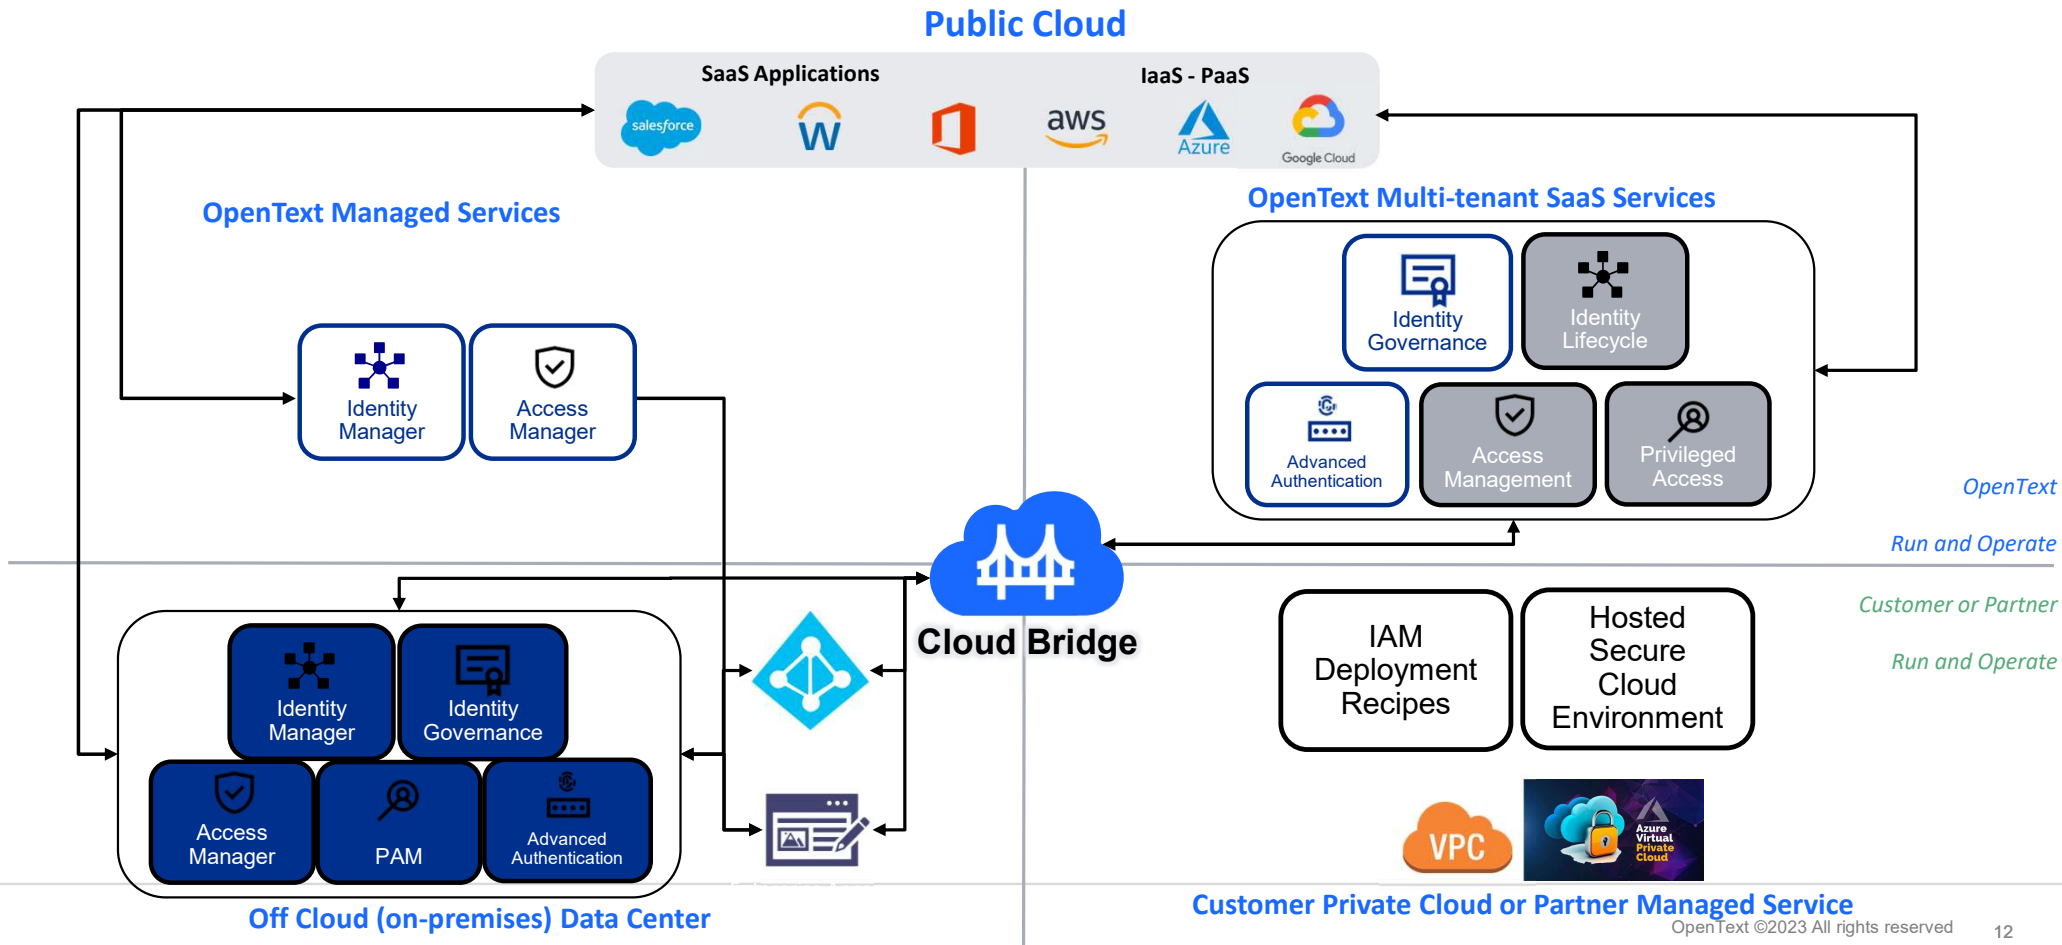 Public Cloud
SaaS Applications
IaaS - PaaS
salesforce
W
aws
Azure
Google Cloud
OpenText Managed Services
OpenText Multi-tenant SaaS Services
Identity
Manager
Access
Manager
Identity
Governance
Identity
Lifecycle
Advanced
Authentication
Access
Management
Privileged
Access
OpenText
Run and Operate
Customer or Partner
Run and Operate
Cloud Bridge
Identity
Manager
Identity
Governance
Access
Manager
PAM
Advanced
Authentication
IAM
Deployment
Recipes
Hosted
Secure
Cloud
Environment
VPC
Azure
Virtual
Private
Cloud
Off Cloud (on-premises) Data Center
Customer Private Cloud or Partner Managed Service
OpenText ©2023 All rights reserved
12